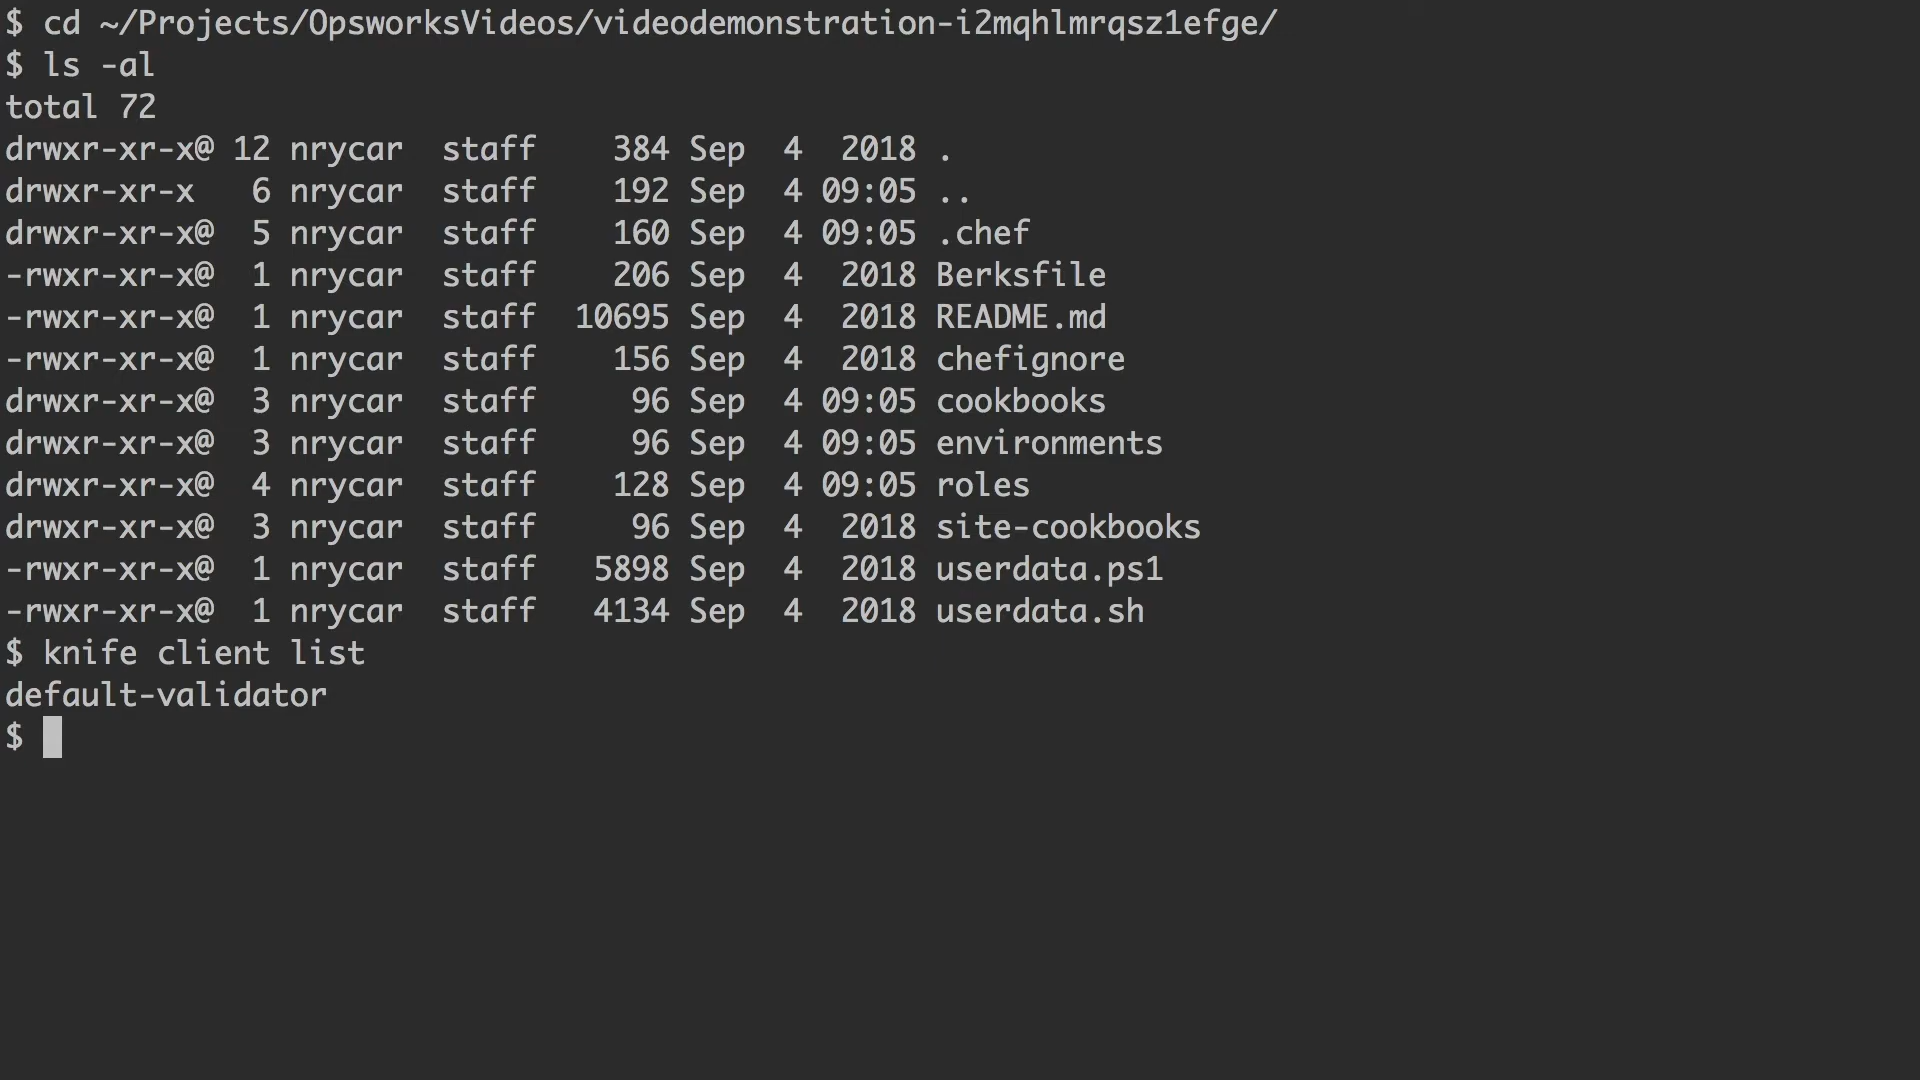 $ cd ~/Projects/OpsworksVideos/videodemonstration-i2mqhlmrqsz1efge/
$ ls -al
total 72
drwxr-xr-x@ 12 nrycar  staff    384 Sep  4  2018 .
drwxr-xr-x   6 nrycar  staff    192 Sep  4 09:05 ..
drwxr-xr-x@  5 nrycar  staff    160 Sep  4 09:05 .chef
-rwxr-xr-x@  1 nrycar  staff    206 Sep  4  2018 Berksfile
-rwxr-xr-x@  1 nrycar  staff  10695 Sep  4  2018 README.md
-rwxr-xr-x@  1 nrycar  staff    156 Sep  4  2018 chefignore
drwxr-xr-x@  3 nrycar  staff     96 Sep  4 09:05 cookbooks
drwxr-xr-x@  3 nrycar  staff     96 Sep  4 09:05 environments
drwxr-xr-x@  4 nrycar  staff    128 Sep  4 09:05 roles
drwxr-xr-x@  3 nrycar  staff     96 Sep  4  2018 site-cookbooks
-rwxr-xr-x@  1 nrycar  staff   5898 Sep  4  2018 userdata.ps1
-rwxr-xr-x@  1 nrycar  staff   4134 Sep  4  2018 userdata.sh
$ knife client list
default-validator
$